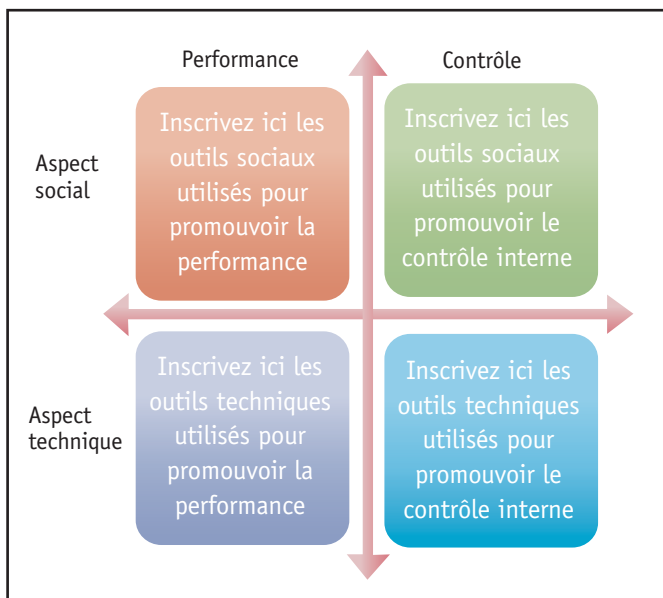 Performance
Contrôle
Aspect
social
Inscrivez ici les
outils sociaux
utilisés pour
promouvoir la
performance
Inscrivez ici les
outils sociaux
utilisés pour
promouvoir le
contrôle interne
Aspect
technique
Inscrivez ici les
outils techniques
utilisés pour
promouvoir la
performance
Inscrivez ici les
outils techniques
utilisés pour
promouvoir le
contrôle interne